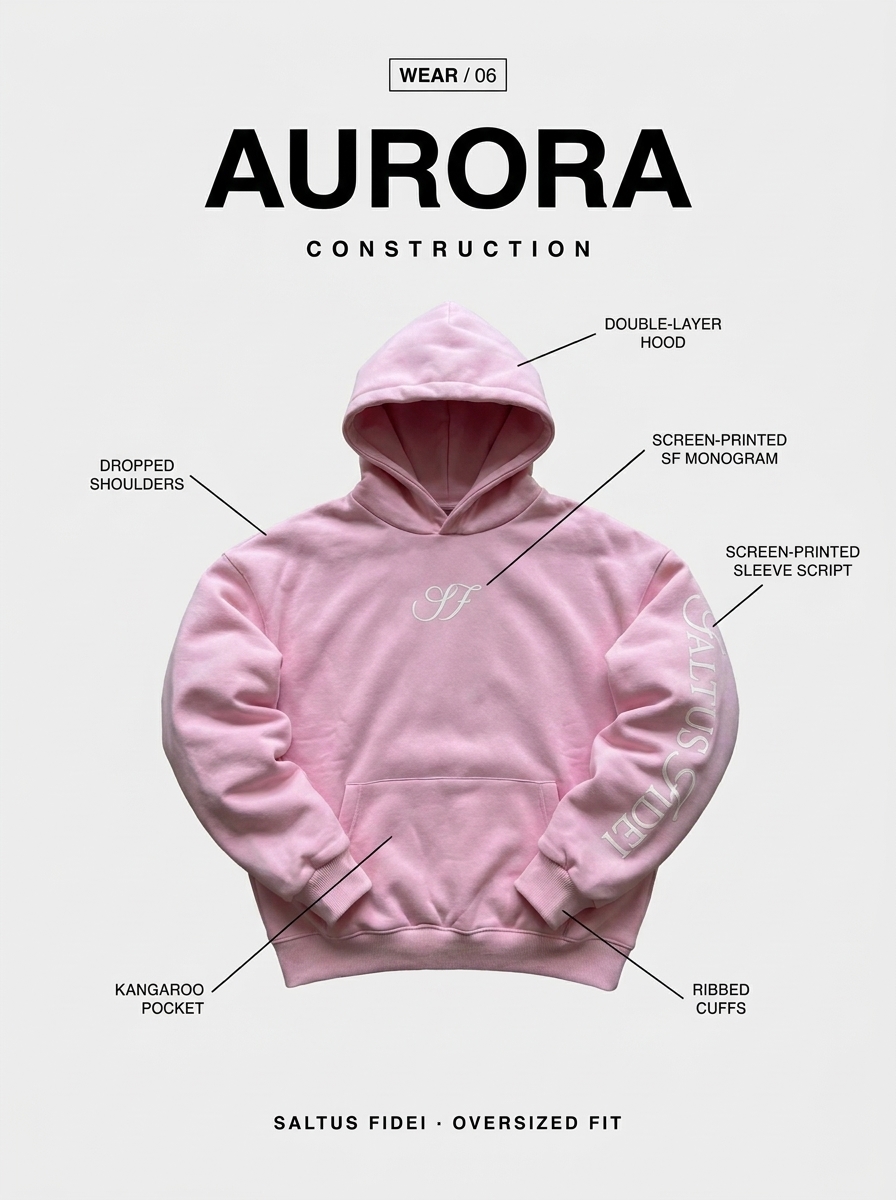 WEAR / 06
AURORA
CONSTRUCTION
DOUBLE-LAYER
HOOD
SCREEN-PRINTED
SF MONOGRAM
DROPPED
SHOULDERS
SCREEN-PRINTED
SLEEVE SCRIPT
SF
SALTUS FIDEI
KANGAROO
POCKET
RIBBED
CUFFS
SALTUS FIDEI · OVERSIZED FIT